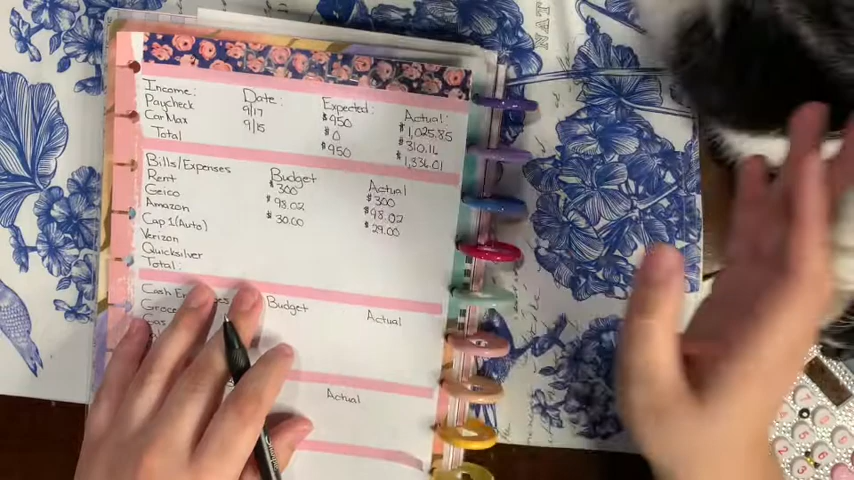 Income: Date: Expected: Actual:
Paycheck 9/17 $950 $1,025.85
CarMax 9/15 $0 $310.16
Total $950 $1,336.01
Bills/Expenses Budget Actual
Rent $300 $300
Geico $98.02 $98.02
Amazon $30.00 $29.00
Cap 1(Auto)
Verizon
Quicksilver
Total:
Cash Budget Actual
Actual
NAT